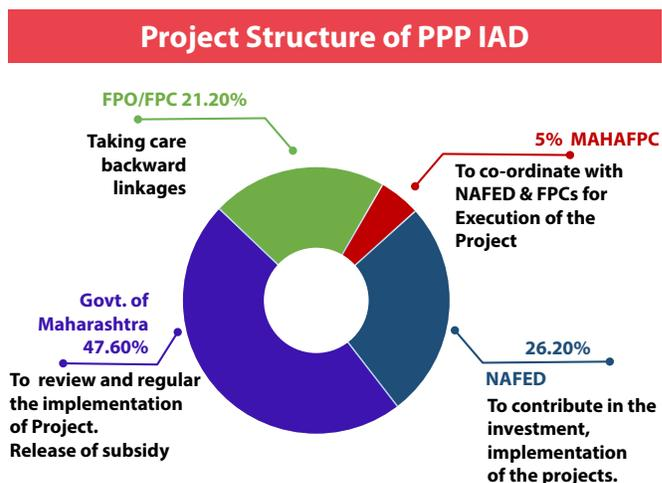 Project Structure of PPP IAD
FPO/FPC 21.20%
Taking care
backward
linkages
5% MAHAFPC
To co-ordinate with
NAFED & FPCs for
Execution of the
Project
Govt. of
Maharashtra
47.60%
To review and regular
the implementation
of Project.
Release of subsidy
26.20%
NAFED
To contribute in the
investment,
implementation
of the projects.